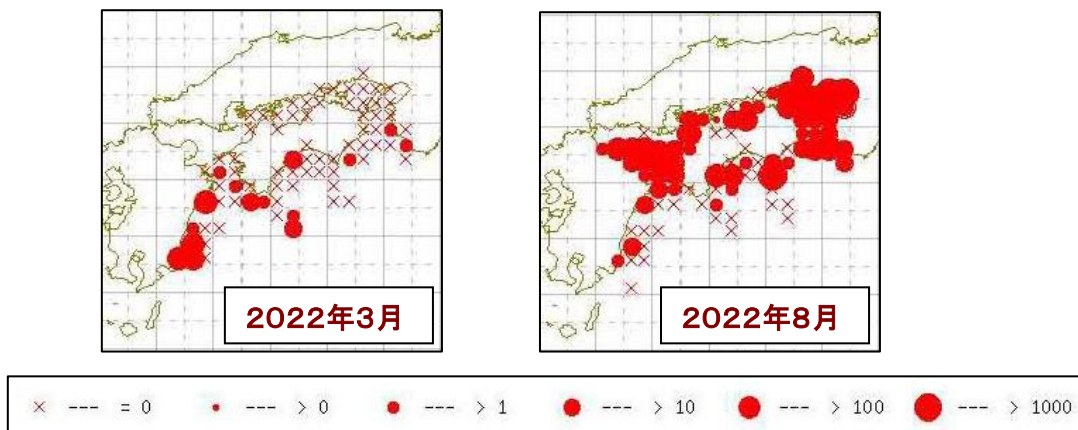 2022年3月
2022年8月
× --- = 0 --- > 0 --- > 1 --- > 10 --- > 100 --- > 1000